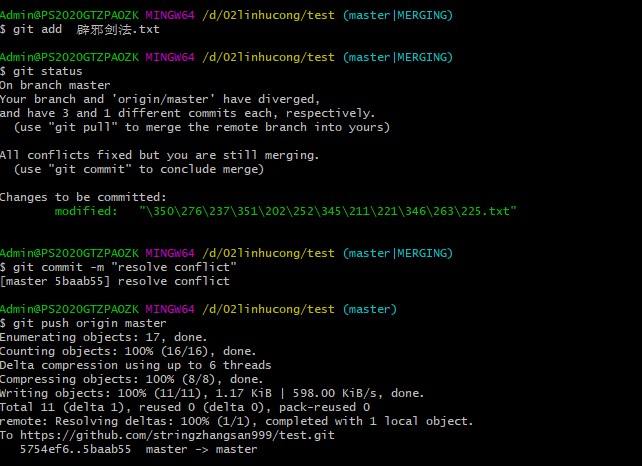 Admin@PS2020GTZPAOZK MINGW64 /d/02linhucong/test (master|MERGING)
$ git add  辟邪剑法.txt
Admin@PS2020GTZPAOZK MINGW64 /d/02linhucong/test (master|MERGING)
$ git status
On branch master
Your branch and 'origin/master' have diverged,
and have 3 and 1 different commits each, respectively.
  (use "git pull" to merge the remote branch into yours)
All conflicts fixed but you are still merging.
  (use "git commit" to conclude merge)
Changes to be committed:
        modified:   "\350\276\237\351\202\252\345\211\221\346\263\225.txt"
Admin@PS2020GTZPAOZK MINGW64 /d/02linhucong/test (master|MERGING)
$ git commit -m "resolve conflict"
[master 5baab55] resolve conflict
Admin@PS2020GTZPAOZK MINGW64 /d/02linhucong/test (master)
$ git push origin master
Enumerating objects: 17, done.
Counting objects: 100% (16/16), done.
Delta compression using up to 6 threads
Compressing objects: 100% (8/8), done.
Writing objects: 100% (11/11), 1.17 KiB | 598.00 KiB/s, done.
Total 11 (delta 1), reused 0 (delta 0), pack-reused 0
remote: Resolving deltas: 100% (1/1), completed with 1 local object.
To https://github.com/stringzhangsan999/test.git
   5754ef6..5baab55  master -> master